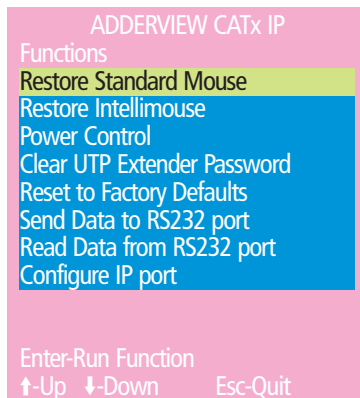 ADDERVIEW CATx IP
Functions
Restore Standard Mouse
Restore Intellimouse
Power Control
Clear UTP Extender Password
Reset to Factory Defaults
Send Data to RS232 port
Read Data from RS232 port
Configure IP port
Enter-Run Function
↑-Up ↓-Down Esc-Quit